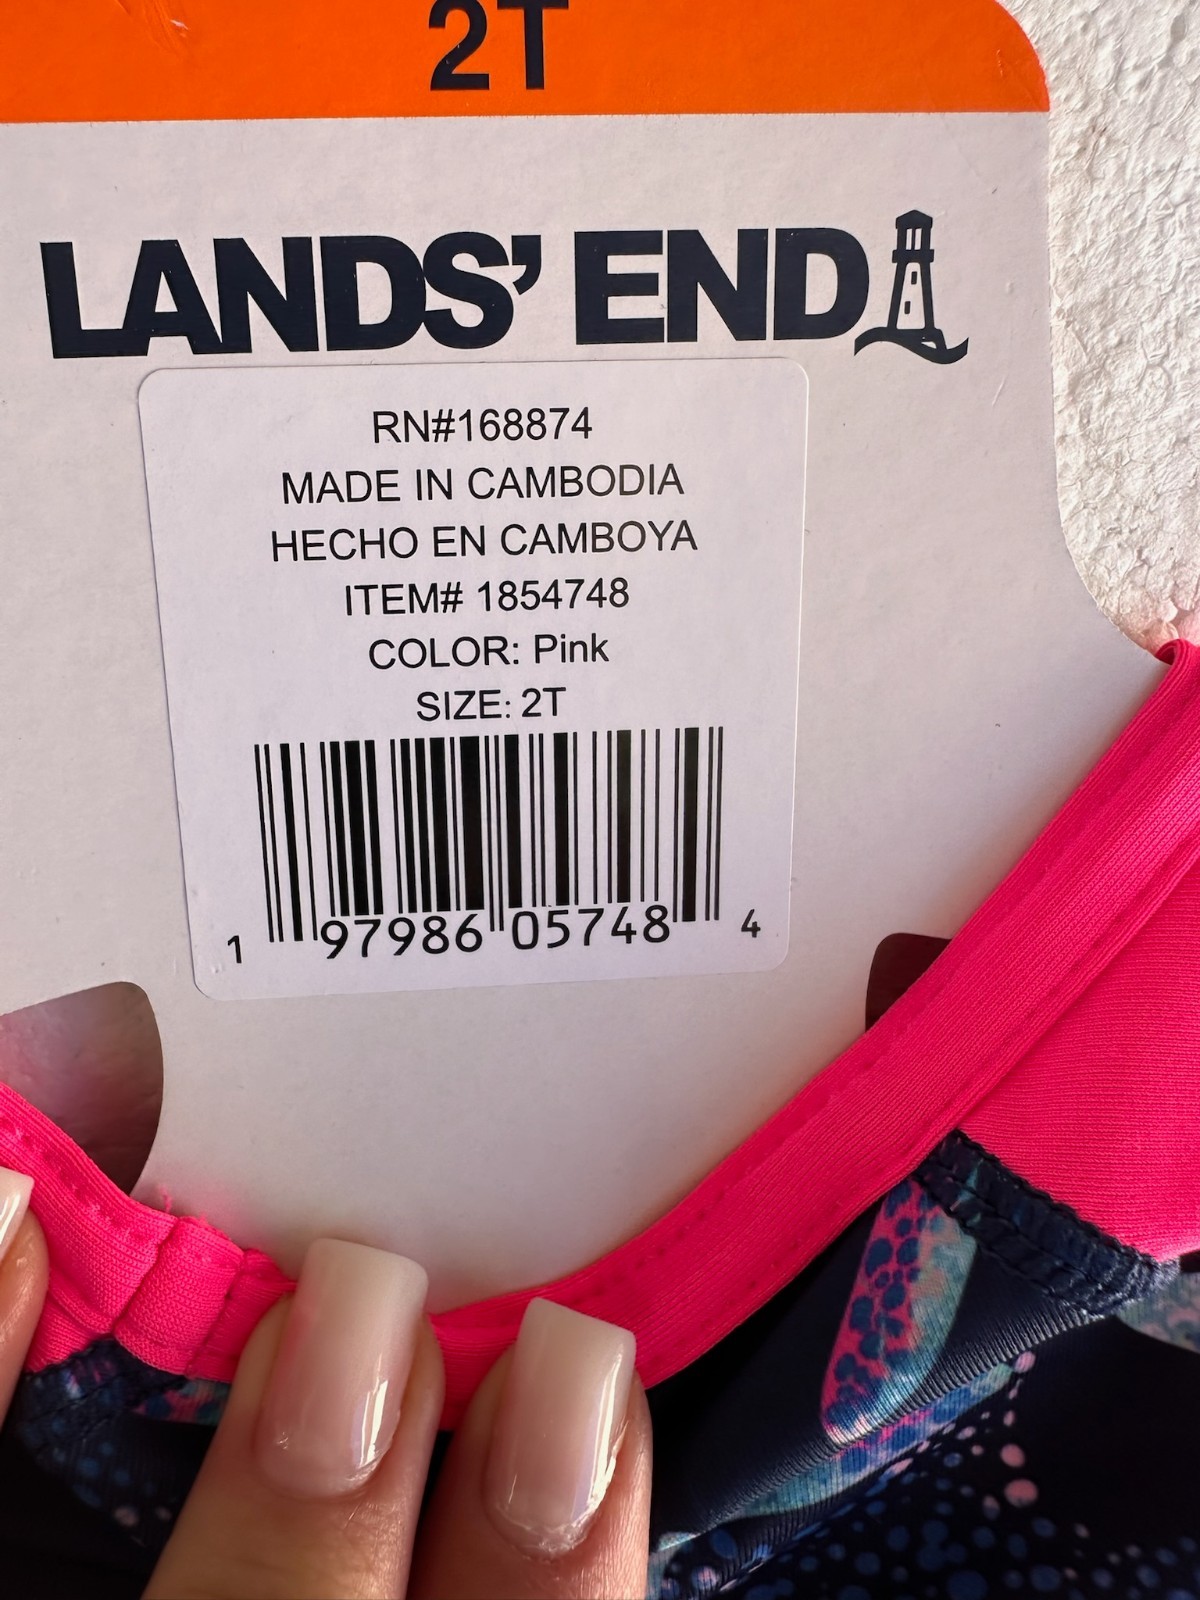 2T
LANDS' END
RN#168874
MADE IN CAMBODIA
HECHO EN CAMBOYA
ITEM# 1854748
COLOR: Pink
SIZE: 2T
1 97986 05748 4